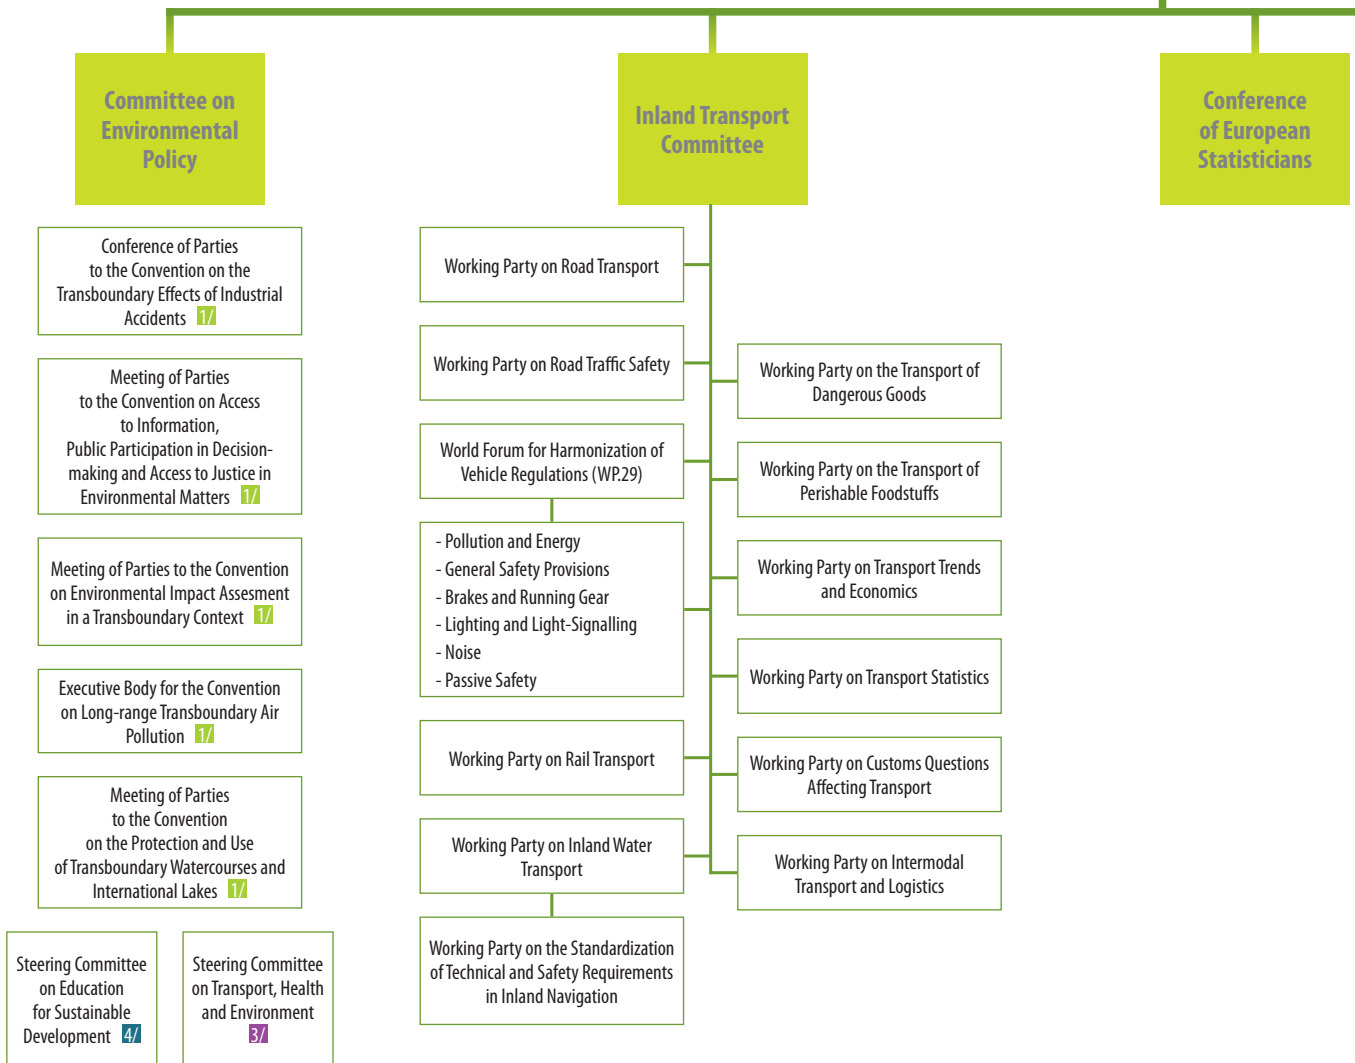 Committee on
Environmental
Policy
Inland Transport
Committee
Conference
of European
Statisticians
Conference of Parties
to the Convention on the
Transboundary Effects of Industrial
Accidents 1/
Meeting of Parties
to the Convention on Access
to Information,
Public Participation in Decision-
making and Access to Justice in
Environmental Matters 1/
Meeting of Parties to the Convention
on Environmental Impact Assesment
in a Transboundary Context 1/
Executive Body for the Convention
on Long-range Transboundary Air
Pollution 1/
Meeting of Parties
to the Convention
on the Protection and Use
of Transboundary Watercourses and
International Lakes 1/
Steering Committee
on Education
for Sustainable
Development 4/
Steering Committee
on Transport, Health
and Environment
3/
Working Party on Road Transport
Working Party on Road Traffic Safety
World Forum for Harmonization of
Vehicle Regulations (WP.29)
- Pollution and Energy
- General Safety Provisions
- Brakes and Running Gear
- Lighting and Light-Signalling
- Noise
- Passive Safety
Working Party on Rail Transport
Working Party on Inland Water
Transport
Working Party on the Standardization
of Technical and Safety Requirements
in Inland Navigation
Working Party on the Transport of
Dangerous Goods
Working Party on the Transport of
Perishable Foodstuffs
Working Party on Transport Trends
and Economics
Working Party on Transport Statistics
Working Party on Customs Questions
Affecting Transport
Working Party on Intermodal
Transport and Logistics